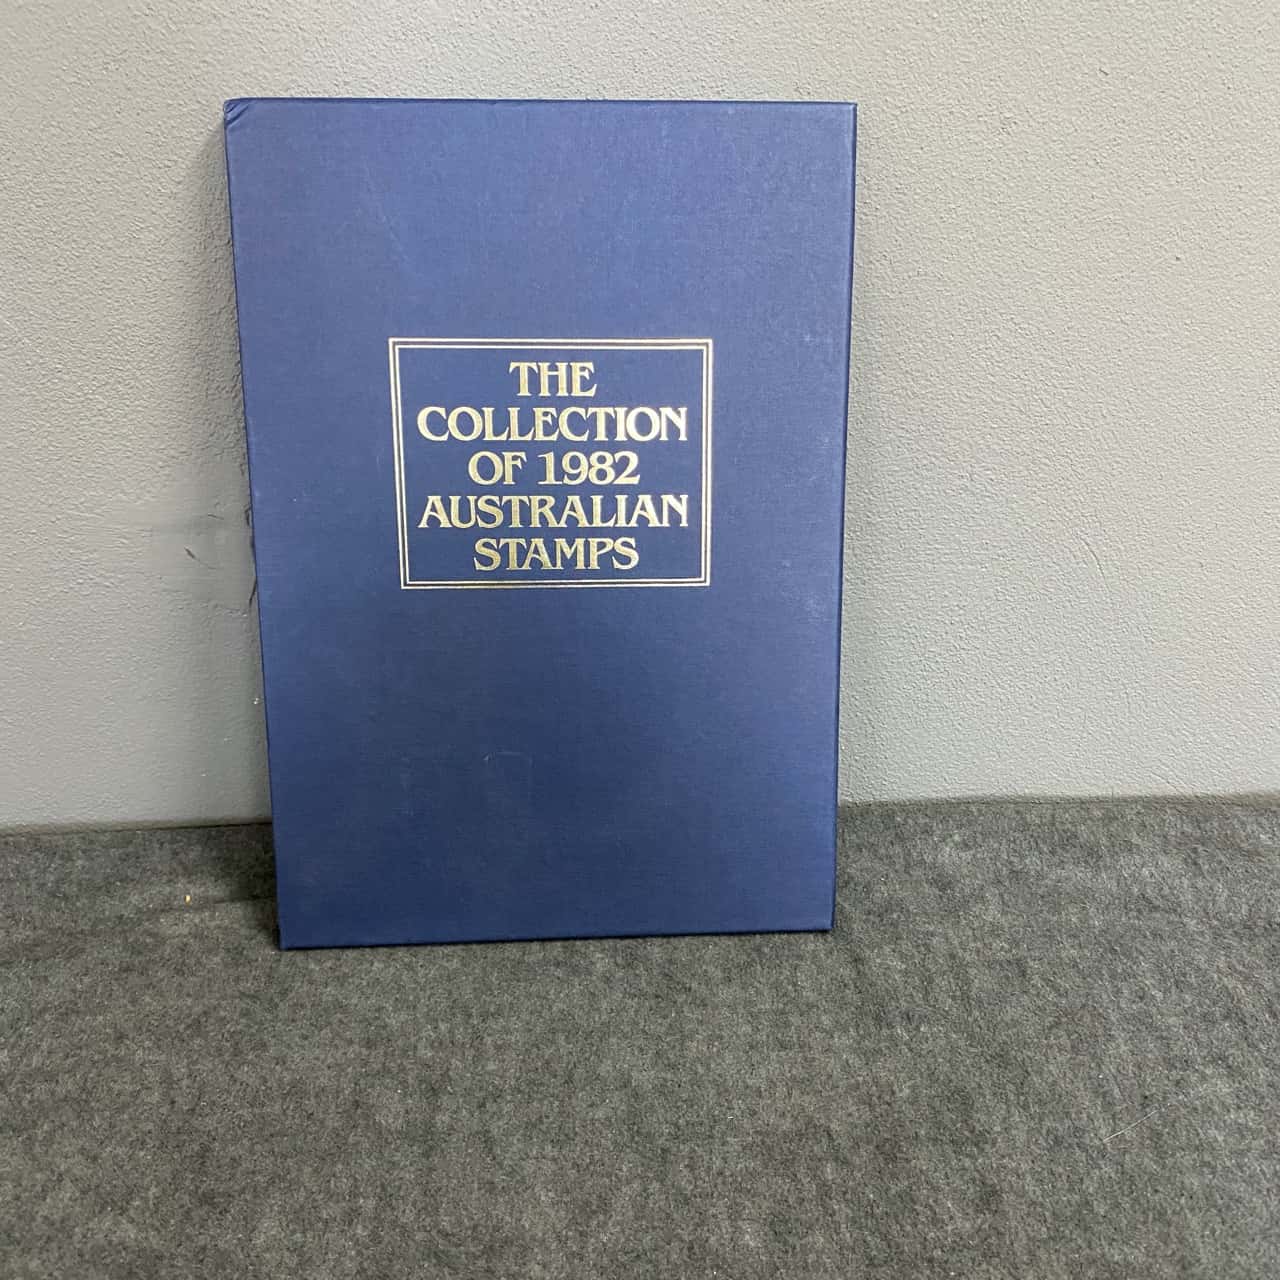 THE
COLLECTION
OF 1982
AUSTRALIAN
STAMPS